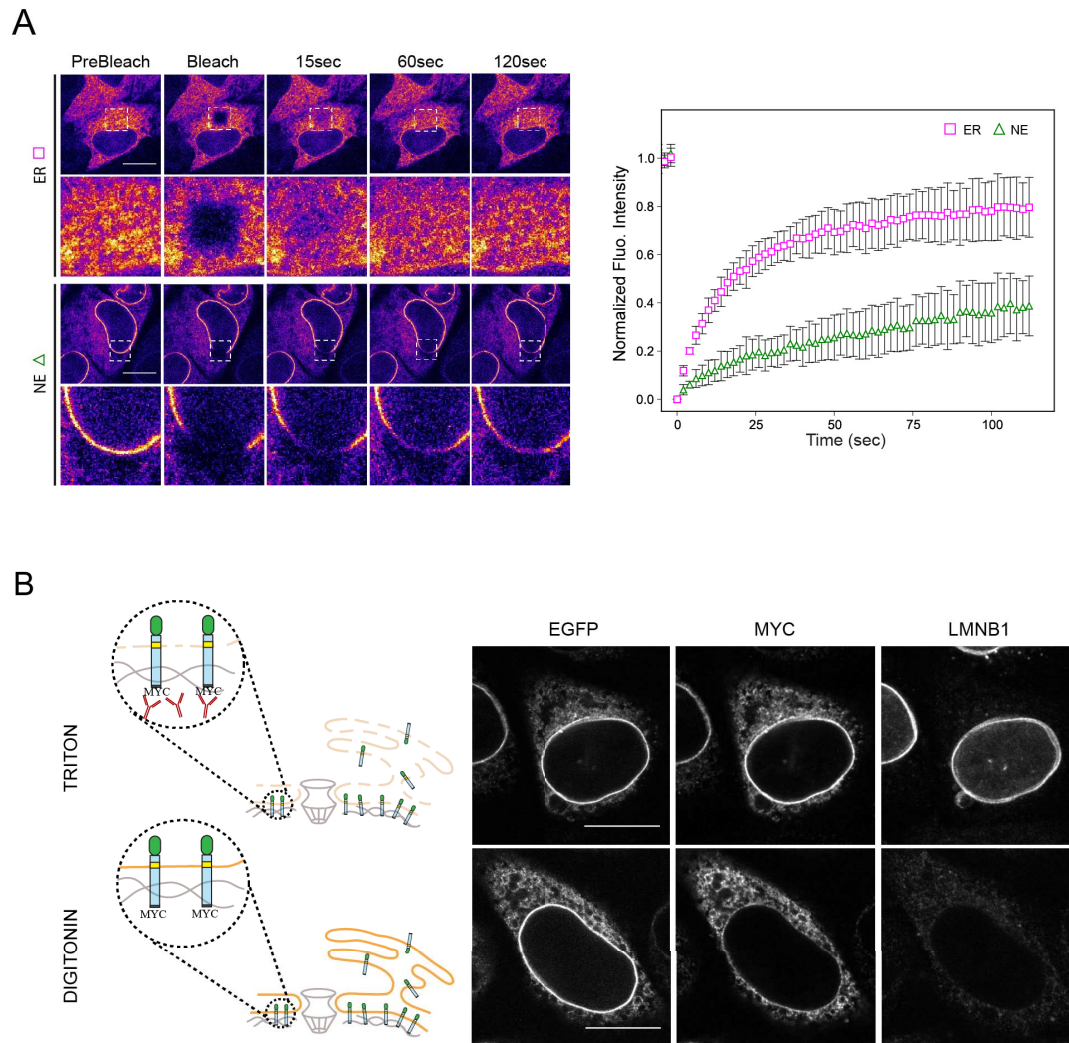 A
PreBleach Bleach 15sec 60sec 120sec
ER
NE
ER NE
Normalized Fluo. Intensity
1.0
0.8
0.6
0.4
0.2
0.0
0 25 50 75 100
Time (sec)
B
EGFP MYC LMNB1
TRITON
MYC MYC
DIGITONIN
MYC MYC